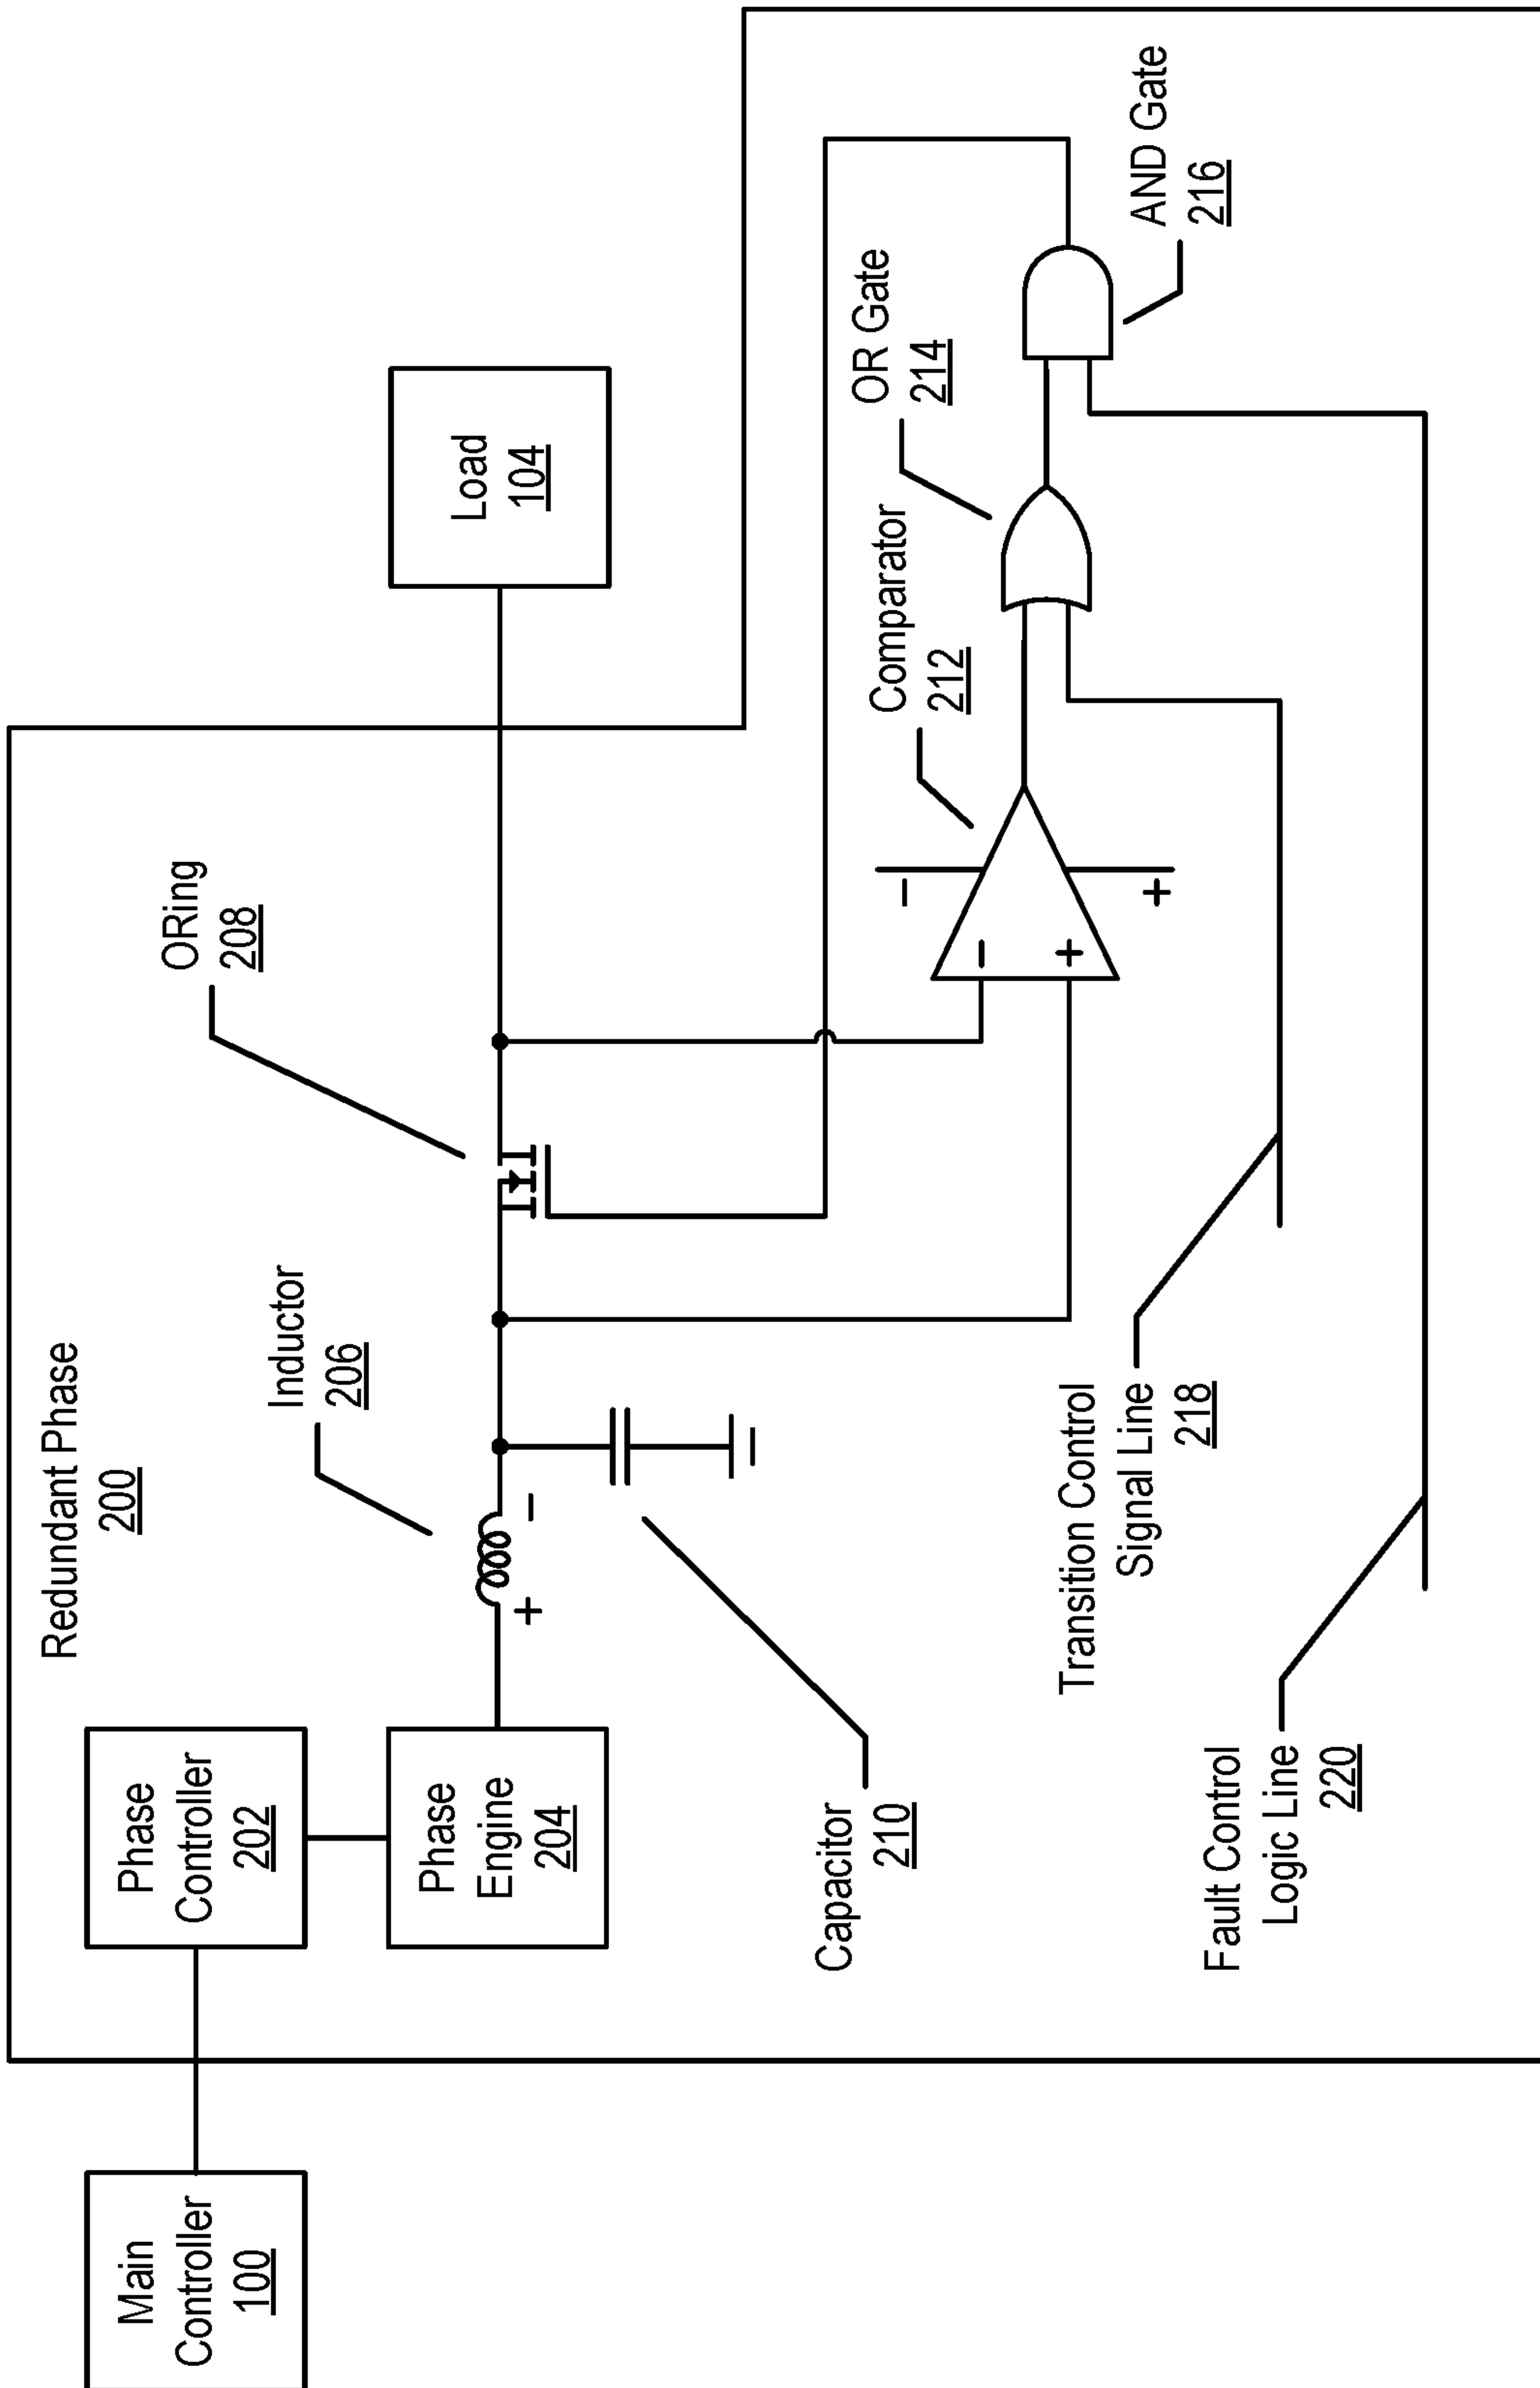 Redundant Phase
200
Main
Controller
100
Phase
Controller
202
Phase
Engine
204
Inductor
206
+
−
ORing
208
Load
104
Capacitor
210
Comparator
212
−
+
−
+
OR Gate
214
AND Gate
216
Transition Control
Signal Line
218
Fault Control
Logic Line
220